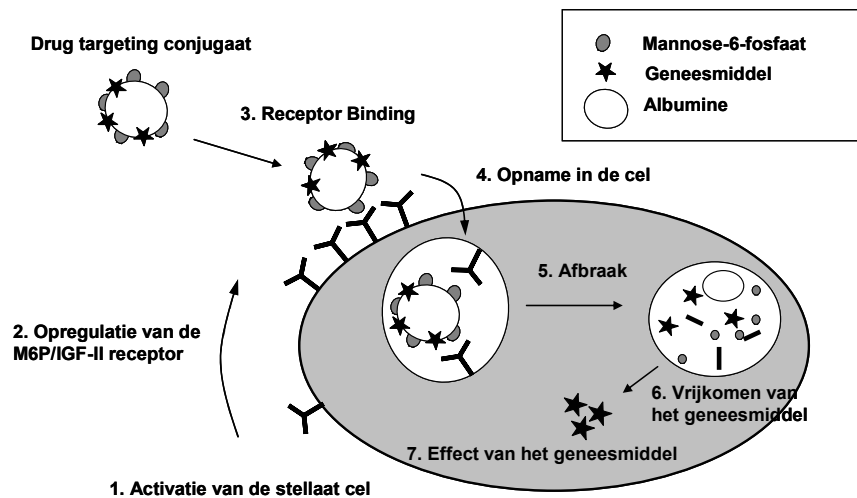 Drug targeting conjugaat
Mannose-6-fosfaat
Geneesmiddel
Albumine
3. Receptor Binding
4. Opname in de cel
5. Afbraak
2. Opregulatie van de
M6P/IGF-II receptor
6. Vrijkomen van
het geneesmiddel
7. Effect van het geneesmiddel
1. Activatie van de stellaat cel